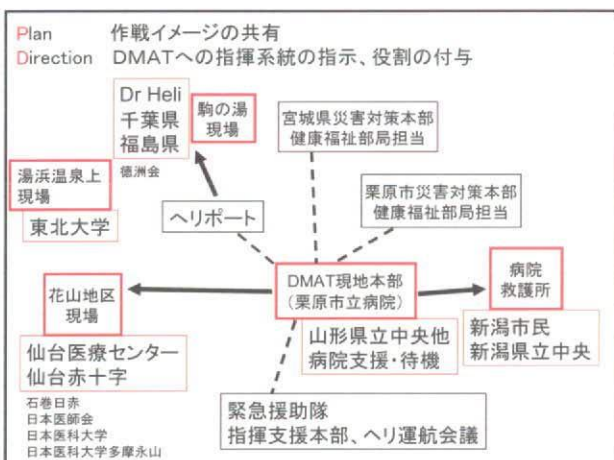 Plan 作戦イメージの共有
Direction DMATへの指揮系統の指示、役割の付与
Dr Heli
千葉県
福島県
徳洲会
駒の湯
現場
宮城県災害対策本部
健康福祉部局担当
湯浜温泉上
現場
東北大学
ヘリポート
栗原市災害対策本部
健康福祉部局担当
花山地区
現場
仙台医療センター
仙台赤十字
石巻日赤
日本医師会
日本医科大学
日本医科大学多摩永山
DMAT現地本部
(栗原市立病院)
山形県立中央他
病院支援・待機
病院
救護所
新潟市民
新潟県立中央
緊急援助隊
指揮支援本部、ヘリ運航会議